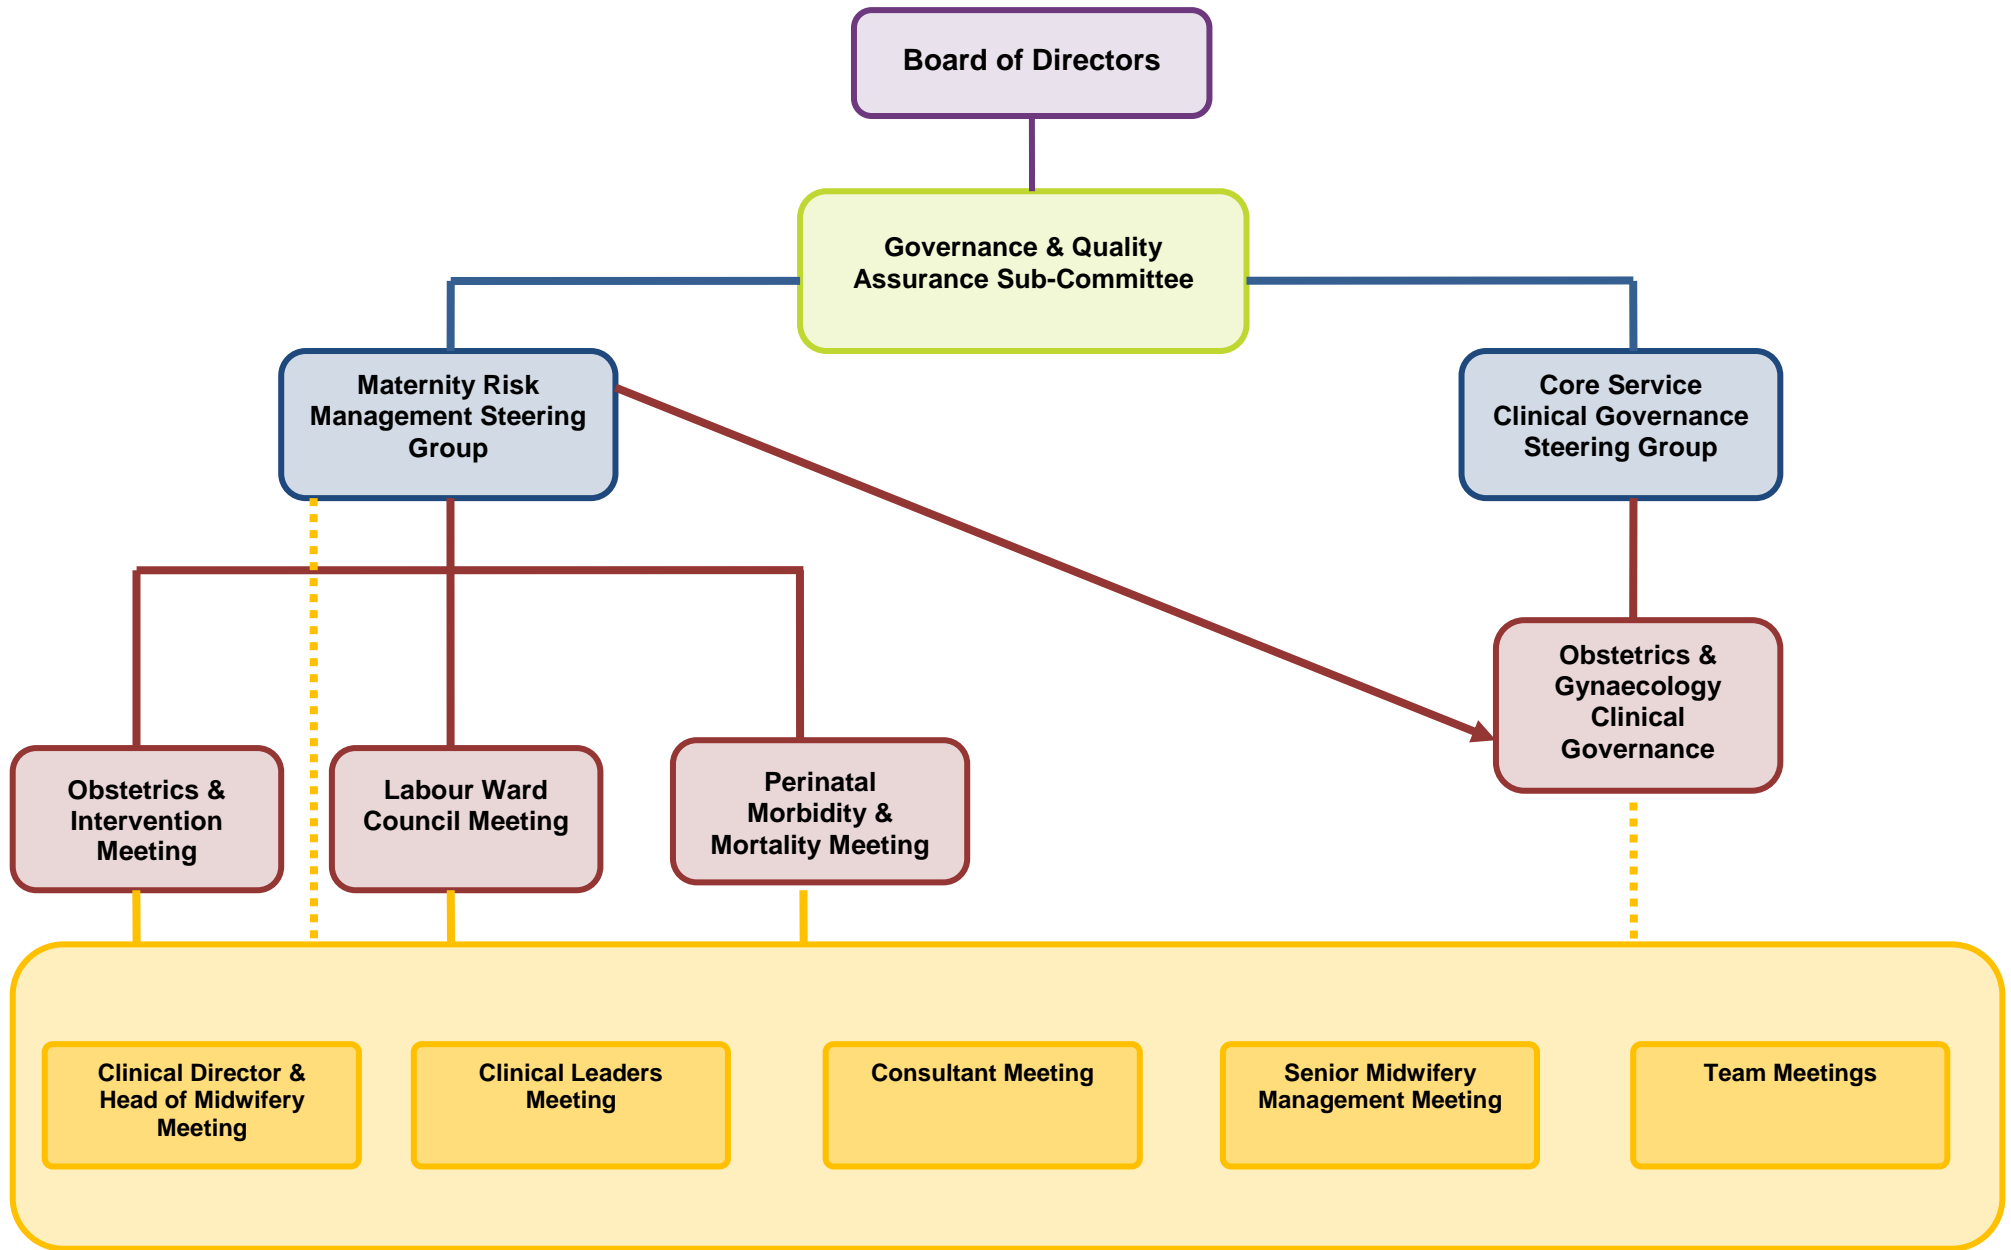 Board of Directors
Governance & Quality
Assurance Sub-Committee
Maternity Risk
Management Steering
Group
Core Service
Clinical Governance
Steering Group
Obstetrics &
Gynaecology
Clinical
Governance
Obstetrics &
Intervention
Meeting
Labour Ward
Council Meeting
Perinatal
Morbidity &
Mortality Meeting
Clinical Director &
Head of Midwifery
Meeting
Clinical Leaders
Meeting
Consultant Meeting
Senior Midwifery
Management Meeting
Team Meetings